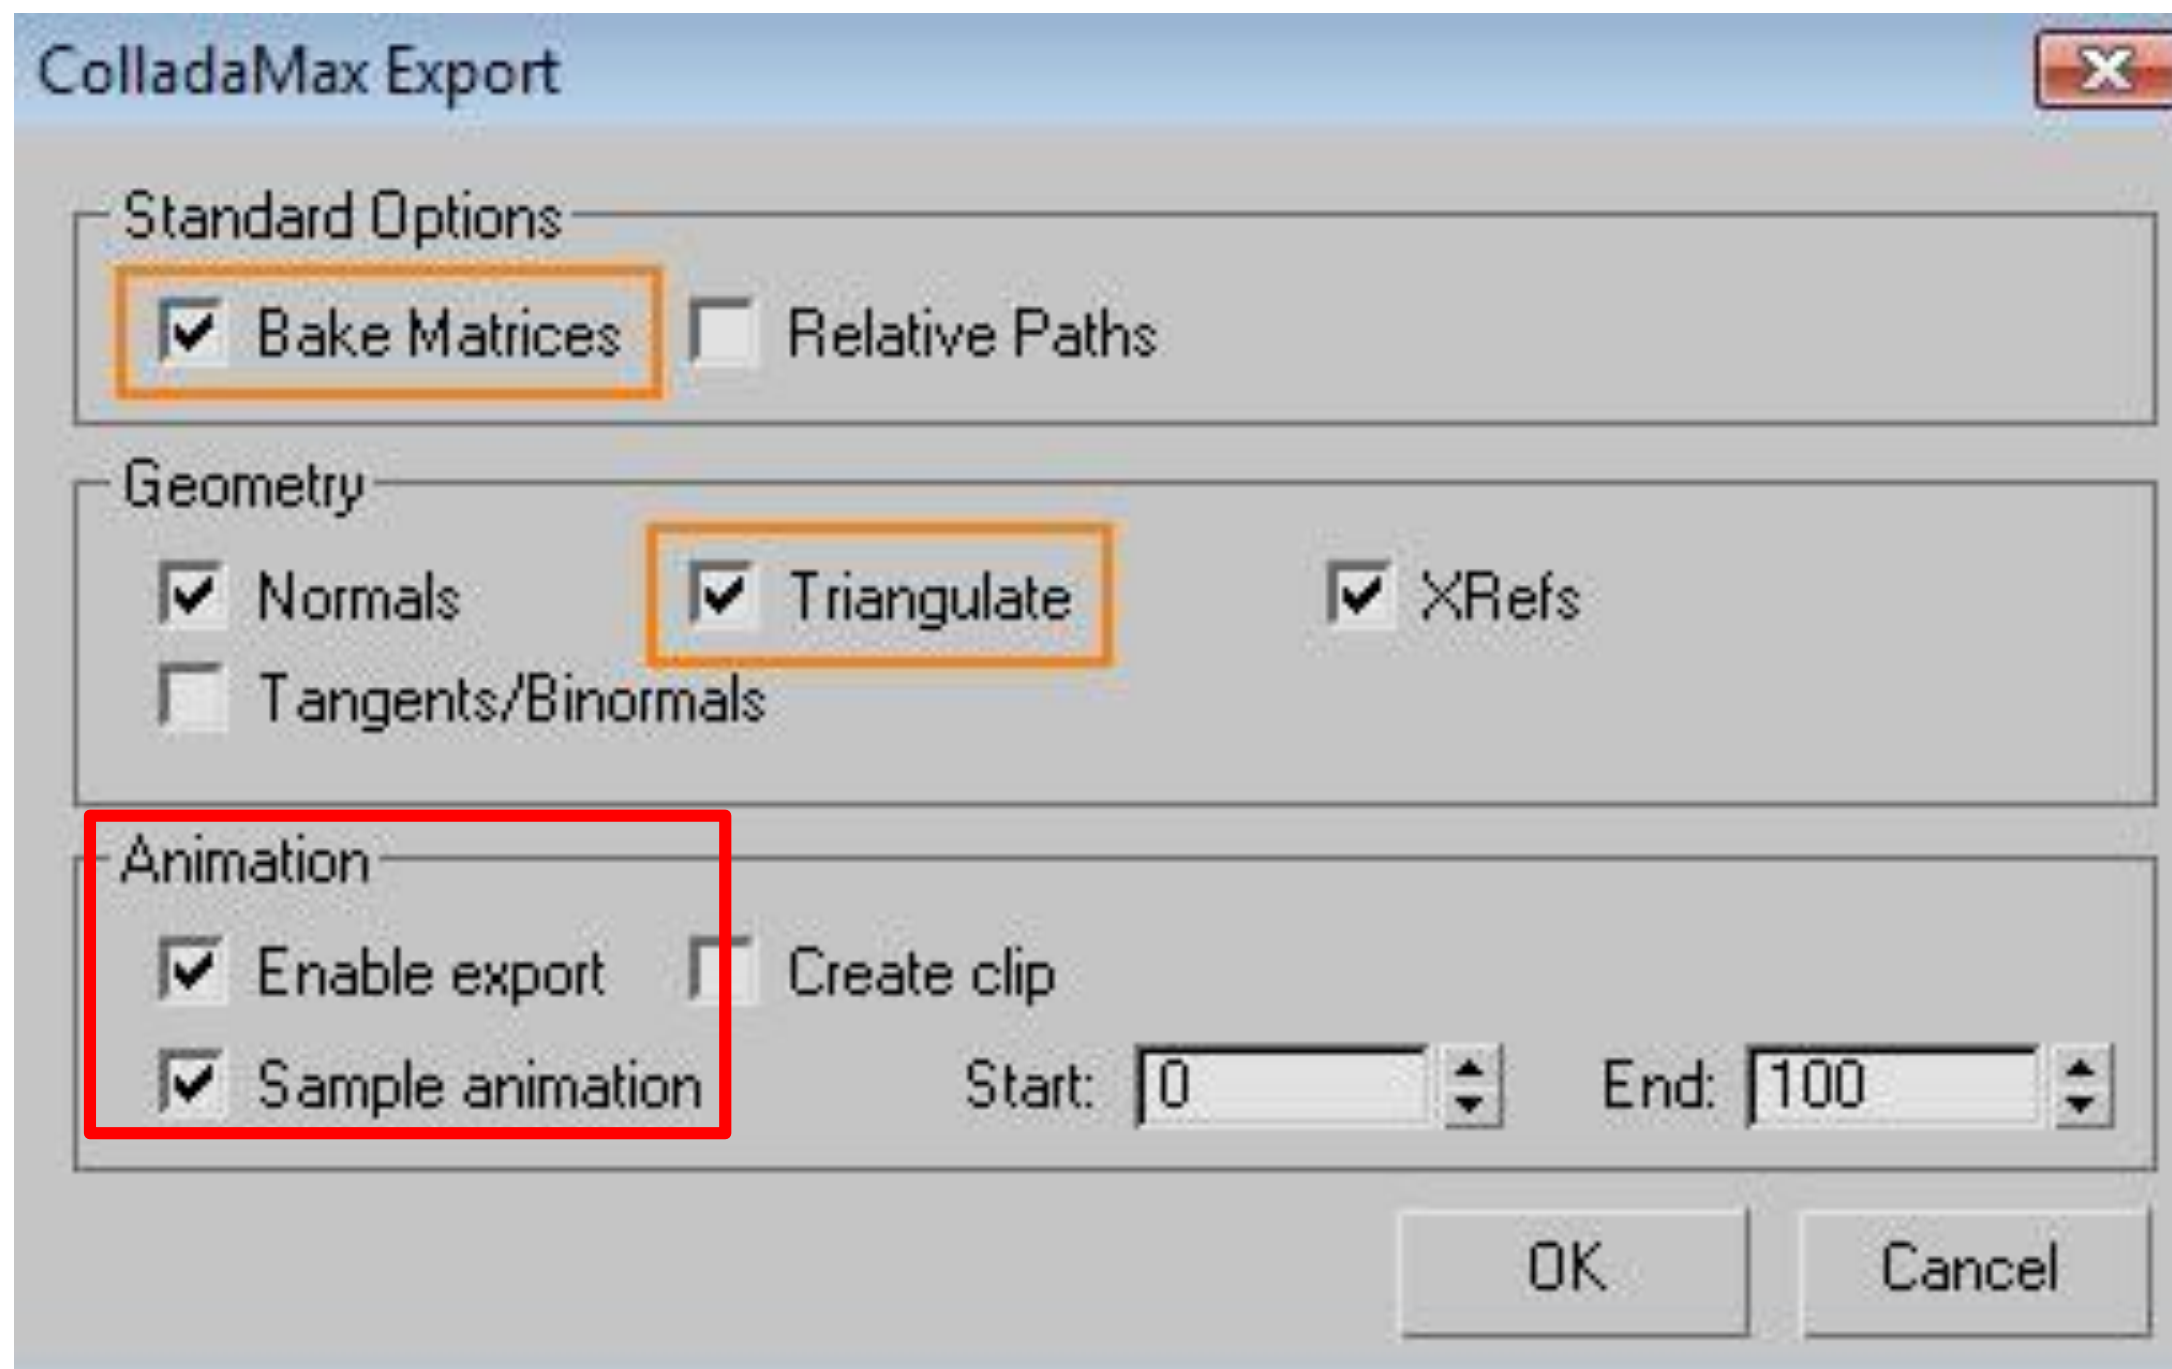 ColladaMax Export
Standard Options
Bake Matrices Relative Paths
Geometry
Normals Triangulate XRefs
Tangents/Binormals
Animation
Enable export Create clip
Sample animation Start: 0 End: 100
OK Cancel